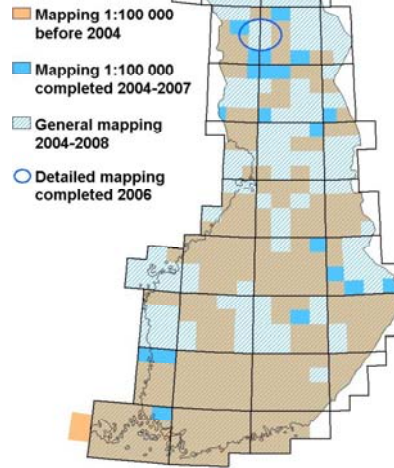 Mapping 1:100 000
before 2004
Mapping 1:100 000
completed 2004-2007
General mapping
2004-2008
Detailed mapping
completed 2006